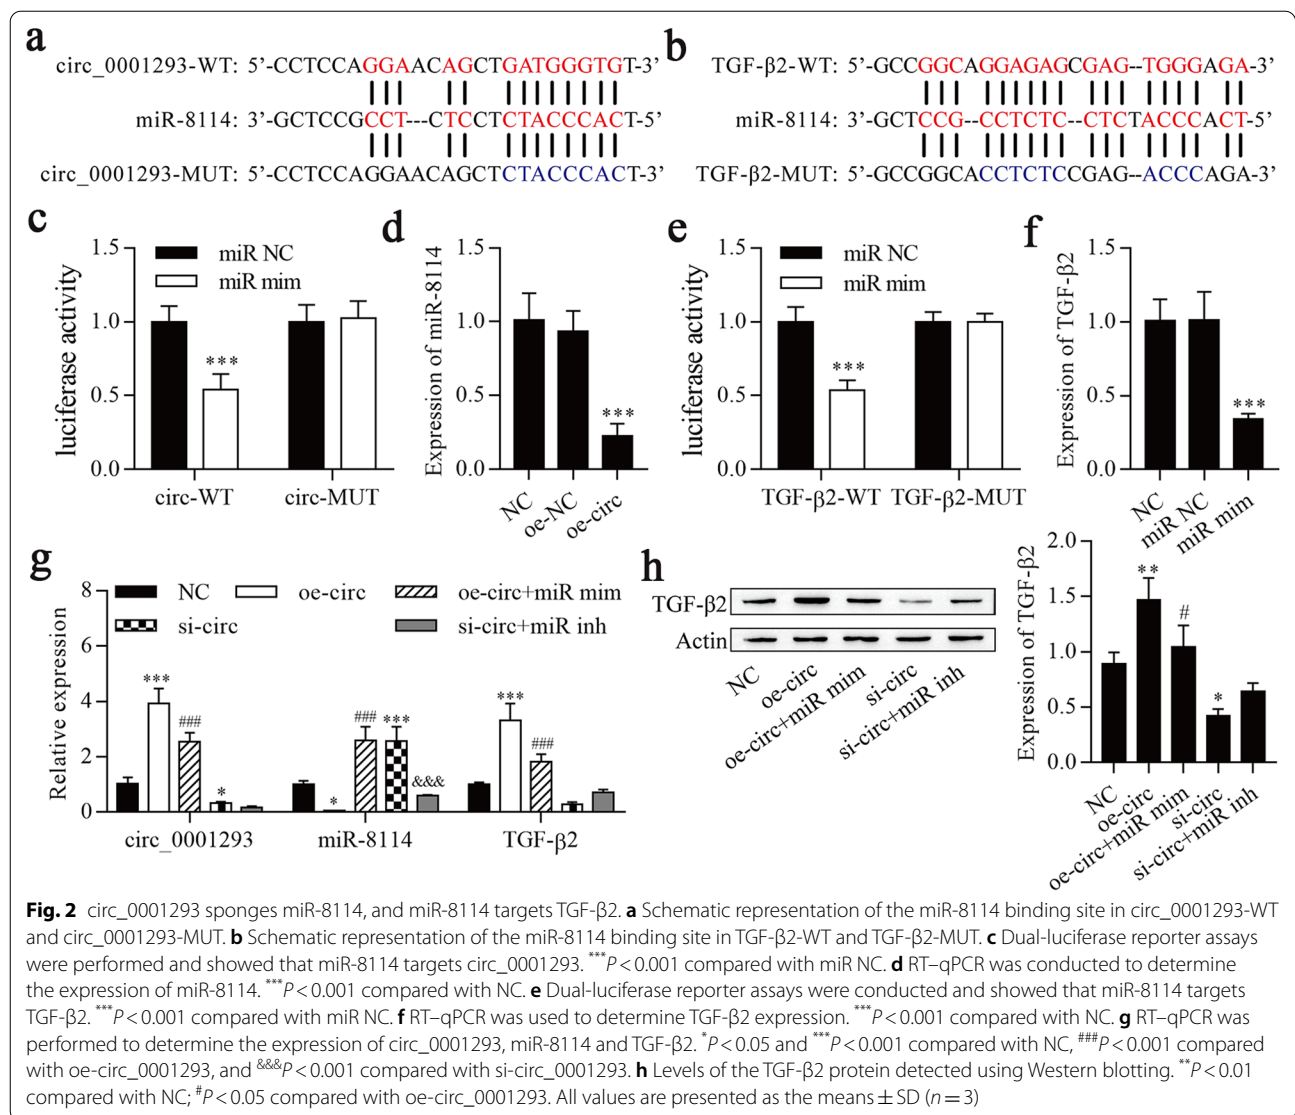 a
circ_0001293-WT: 5’-CCTCCAGGAACAGCTGATGGGTGT-3’
miR-8114: 3’-GCTCCGCCT---CTCCTCTACCCACT-5’
circ_0001293-MUT: 5’-CCTCCAGGAACAGCTCTACCCACT-3’
b
TGF-β2-WT: 5’-GCCGGCAGGAGAGCGAG--TGGGAGA-3’
miR-8114: 3’-GCTCCG--CCTCTC--CTCTACCCACT-5’
TGF-β2-MUT: 5’-GCCGGCACCTCTCCGAG--ACCCAGA-3’
c
luciferase activity
1.5
1.0
0.5
0.0
miR NC
miR mim
***
circ-WT
circ-MUT
d
Expression of miR-8114
1.5
1.0
0.5
0.0
***
NC
oe-NC
oe-circ
e
luciferase activity
1.5
1.0
0.5
0.0
miR NC
miR mim
***
TGF-β2-WT
TGF-β2-MUT
f
Expression of TGF-β2
1.5
1.0
0.5
0.0
***
NC
miR NC
miR mim
g
Relative expression
8
6
4
2
0
NC
oe-circ
oe-circ+miR mim
si-circ
si-circ+miR inh
***
###
*
*
###
***
&&&
***
###
circ_0001293
miR-8114
TGF-β2
h
TGF-β2
Actin
NC
oe-circ
oe-circ+miR mim
si-circ
si-circ+miR inh
Expression of TGF-β2
2.0
1.5
1.0
0.5
0.0
**
#
*
NC
oe-circ
oe-circ+miR mim
si-circ
si-circ+miR inh
Fig. 2 circ_0001293 sponges miR-8114, and miR-8114 targets TGF-β2. a Schematic representation of the miR-8114 binding site in circ_0001293-WT
and circ_0001293-MUT. b Schematic representation of the miR-8114 binding site in TGF-β2-WT and TGF-β2-MUT. c Dual-luciferase reporter assays
were performed and showed that miR-8114 targets circ_0001293. ***P < 0.001 compared with miR NC. d RT–qPCR was conducted to determine
the expression of miR-8114. ***P < 0.001 compared with NC. e Dual-luciferase reporter assays were conducted and showed that miR-8114 targets
TGF-β2. ***P < 0.001 compared with miR NC. f RT–qPCR was used to determine TGF-β2 expression. ***P < 0.001 compared with NC. g RT–qPCR was
performed to determine the expression of circ_0001293, miR-8114 and TGF-β2. *P < 0.05 and ***P < 0.001 compared with NC, ###P < 0.001 compared
with oe-circ_0001293, and &&&P < 0.001 compared with si-circ_0001293. h Levels of the TGF-β2 protein detected using Western blotting. **P < 0.01
compared with NC; #P < 0.05 compared with oe-circ_0001293. All values are presented as the means ± SD (n = 3)